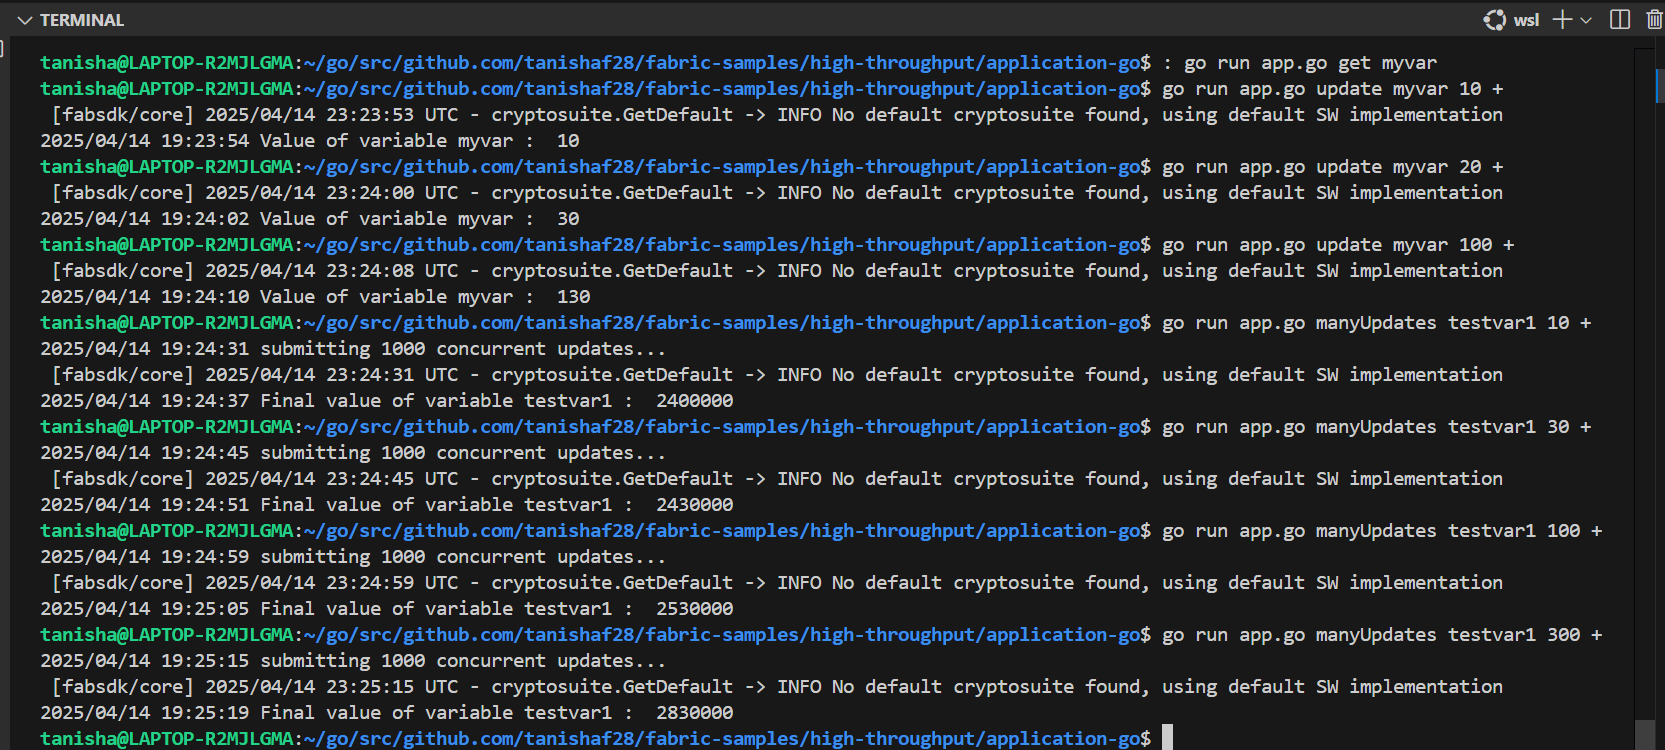 TERMINAL
wsl
tanisha@LAPTOP-R2MJLGMA:~/go/src/github.com/tanishaf28/fabric-samples/high-throughput/application-go$ : go run app.go get myvar
tanisha@LAPTOP-R2MJLGMA:~/go/src/github.com/tanishaf28/fabric-samples/high-throughput/application-go$ go run app.go update myvar 10 +
[fabsdk/core] 2025/04/14 23:23:53 UTC - cryptosuite.GetDefault -> INFO No default cryptosuite found, using default SW implementation
2025/04/14 19:23:54 Value of variable myvar :  10
tanisha@LAPTOP-R2MJLGMA:~/go/src/github.com/tanishaf28/fabric-samples/high-throughput/application-go$ go run app.go update myvar 20 +
[fabsdk/core] 2025/04/14 23:24:00 UTC - cryptosuite.GetDefault -> INFO No default cryptosuite found, using default SW implementation
2025/04/14 19:24:02 Value of variable myvar :  30
tanisha@LAPTOP-R2MJLGMA:~/go/src/github.com/tanishaf28/fabric-samples/high-throughput/application-go$ go run app.go update myvar 100 +
[fabsdk/core] 2025/04/14 23:24:08 UTC - cryptosuite.GetDefault -> INFO No default cryptosuite found, using default SW implementation
2025/04/14 19:24:10 Value of variable myvar :  130
tanisha@LAPTOP-R2MJLGMA:~/go/src/github.com/tanishaf28/fabric-samples/high-throughput/application-go$ go run app.go manyUpdates testvar1 10 +
2025/04/14 19:24:31 submitting 1000 concurrent updates...
[fabsdk/core] 2025/04/14 23:24:31 UTC - cryptosuite.GetDefault -> INFO No default cryptosuite found, using default SW implementation
2025/04/14 19:24:37 Final value of variable testvar1 :  2400000
tanisha@LAPTOP-R2MJLGMA:~/go/src/github.com/tanishaf28/fabric-samples/high-throughput/application-go$ go run app.go manyUpdates testvar1 30 +
2025/04/14 19:24:45 submitting 1000 concurrent updates...
[fabsdk/core] 2025/04/14 23:24:45 UTC - cryptosuite.GetDefault -> INFO No default cryptosuite found, using default SW implementation
2025/04/14 19:24:51 Final value of variable testvar1 :  2430000
tanisha@LAPTOP-R2MJLGMA:~/go/src/github.com/tanishaf28/fabric-samples/high-throughput/application-go$ go run app.go manyUpdates testvar1 100 +
2025/04/14 19:24:59 submitting 1000 concurrent updates...
[fabsdk/core] 2025/04/14 23:24:59 UTC - cryptosuite.GetDefault -> INFO No default cryptosuite found, using default SW implementation
2025/04/14 19:25:05 Final value of variable testvar1 :  2530000
tanisha@LAPTOP-R2MJLGMA:~/go/src/github.com/tanishaf28/fabric-samples/high-throughput/application-go$ go run app.go manyUpdates testvar1 300 +
2025/04/14 19:25:15 submitting 1000 concurrent updates...
[fabsdk/core] 2025/04/14 23:25:15 UTC - cryptosuite.GetDefault -> INFO No default cryptosuite found, using default SW implementation
2025/04/14 19:25:19 Final value of variable testvar1 :  2830000
tanisha@LAPTOP-R2MJLGMA:~/go/src/github.com/tanishaf28/fabric-samples/high-throughput/application-go$